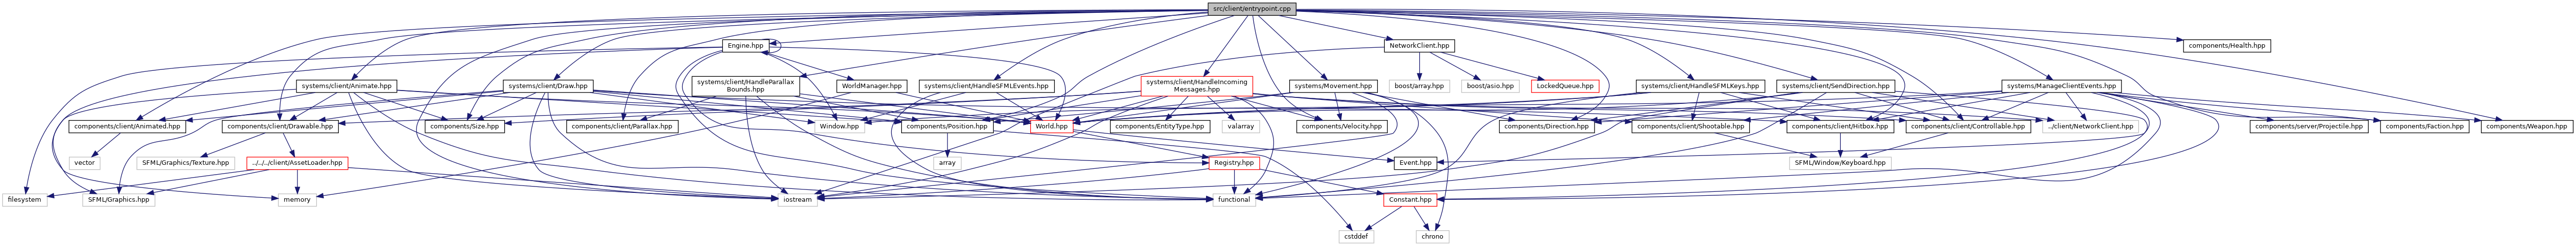 src/client/entrypoint.cpp
Engine.hpp
NetworkClient.hpp
components/Health.hpp
systems/client/Animate.hpp
systems/client/Draw.hpp
systems/client/HandleParallax
Bounds.hpp
WorldManager.hpp
systems/client/HandleSFMLEvents.hpp
systems/client/HandleIncoming
Messages.hpp
systems/Movement.hpp
boost/array.hpp
boost/asio.hpp
LockedQueue.hpp
systems/client/HandleSFMLKeys.hpp
systems/client/SendDirection.hpp
systems/ManageClientEvents.hpp
components/client/Animated.hpp
components/client/Drawable.hpp
components/Size.hpp
components/client/Parallax.hpp
Window.hpp
components/Position.hpp
World.hpp
components/EntityType.hpp
valarray
components/Velocity.hpp
components/Direction.hpp
components/client/Shootable.hpp
components/client/Hitbox.hpp
components/client/Controllable.hpp
../client/NetworkClient.hpp
components/server/Projectile.hpp
components/Faction.hpp
components/Weapon.hpp
vector
SFML/Graphics/Texture.hpp
../../../client/AssetLoader.hpp
array
Registry.hpp
Event.hpp
SFML/Window/Keyboard.hpp
filesystem
SFML/Graphics.hpp
memory
iostream
functional
Constant.hpp
cstddef
chrono